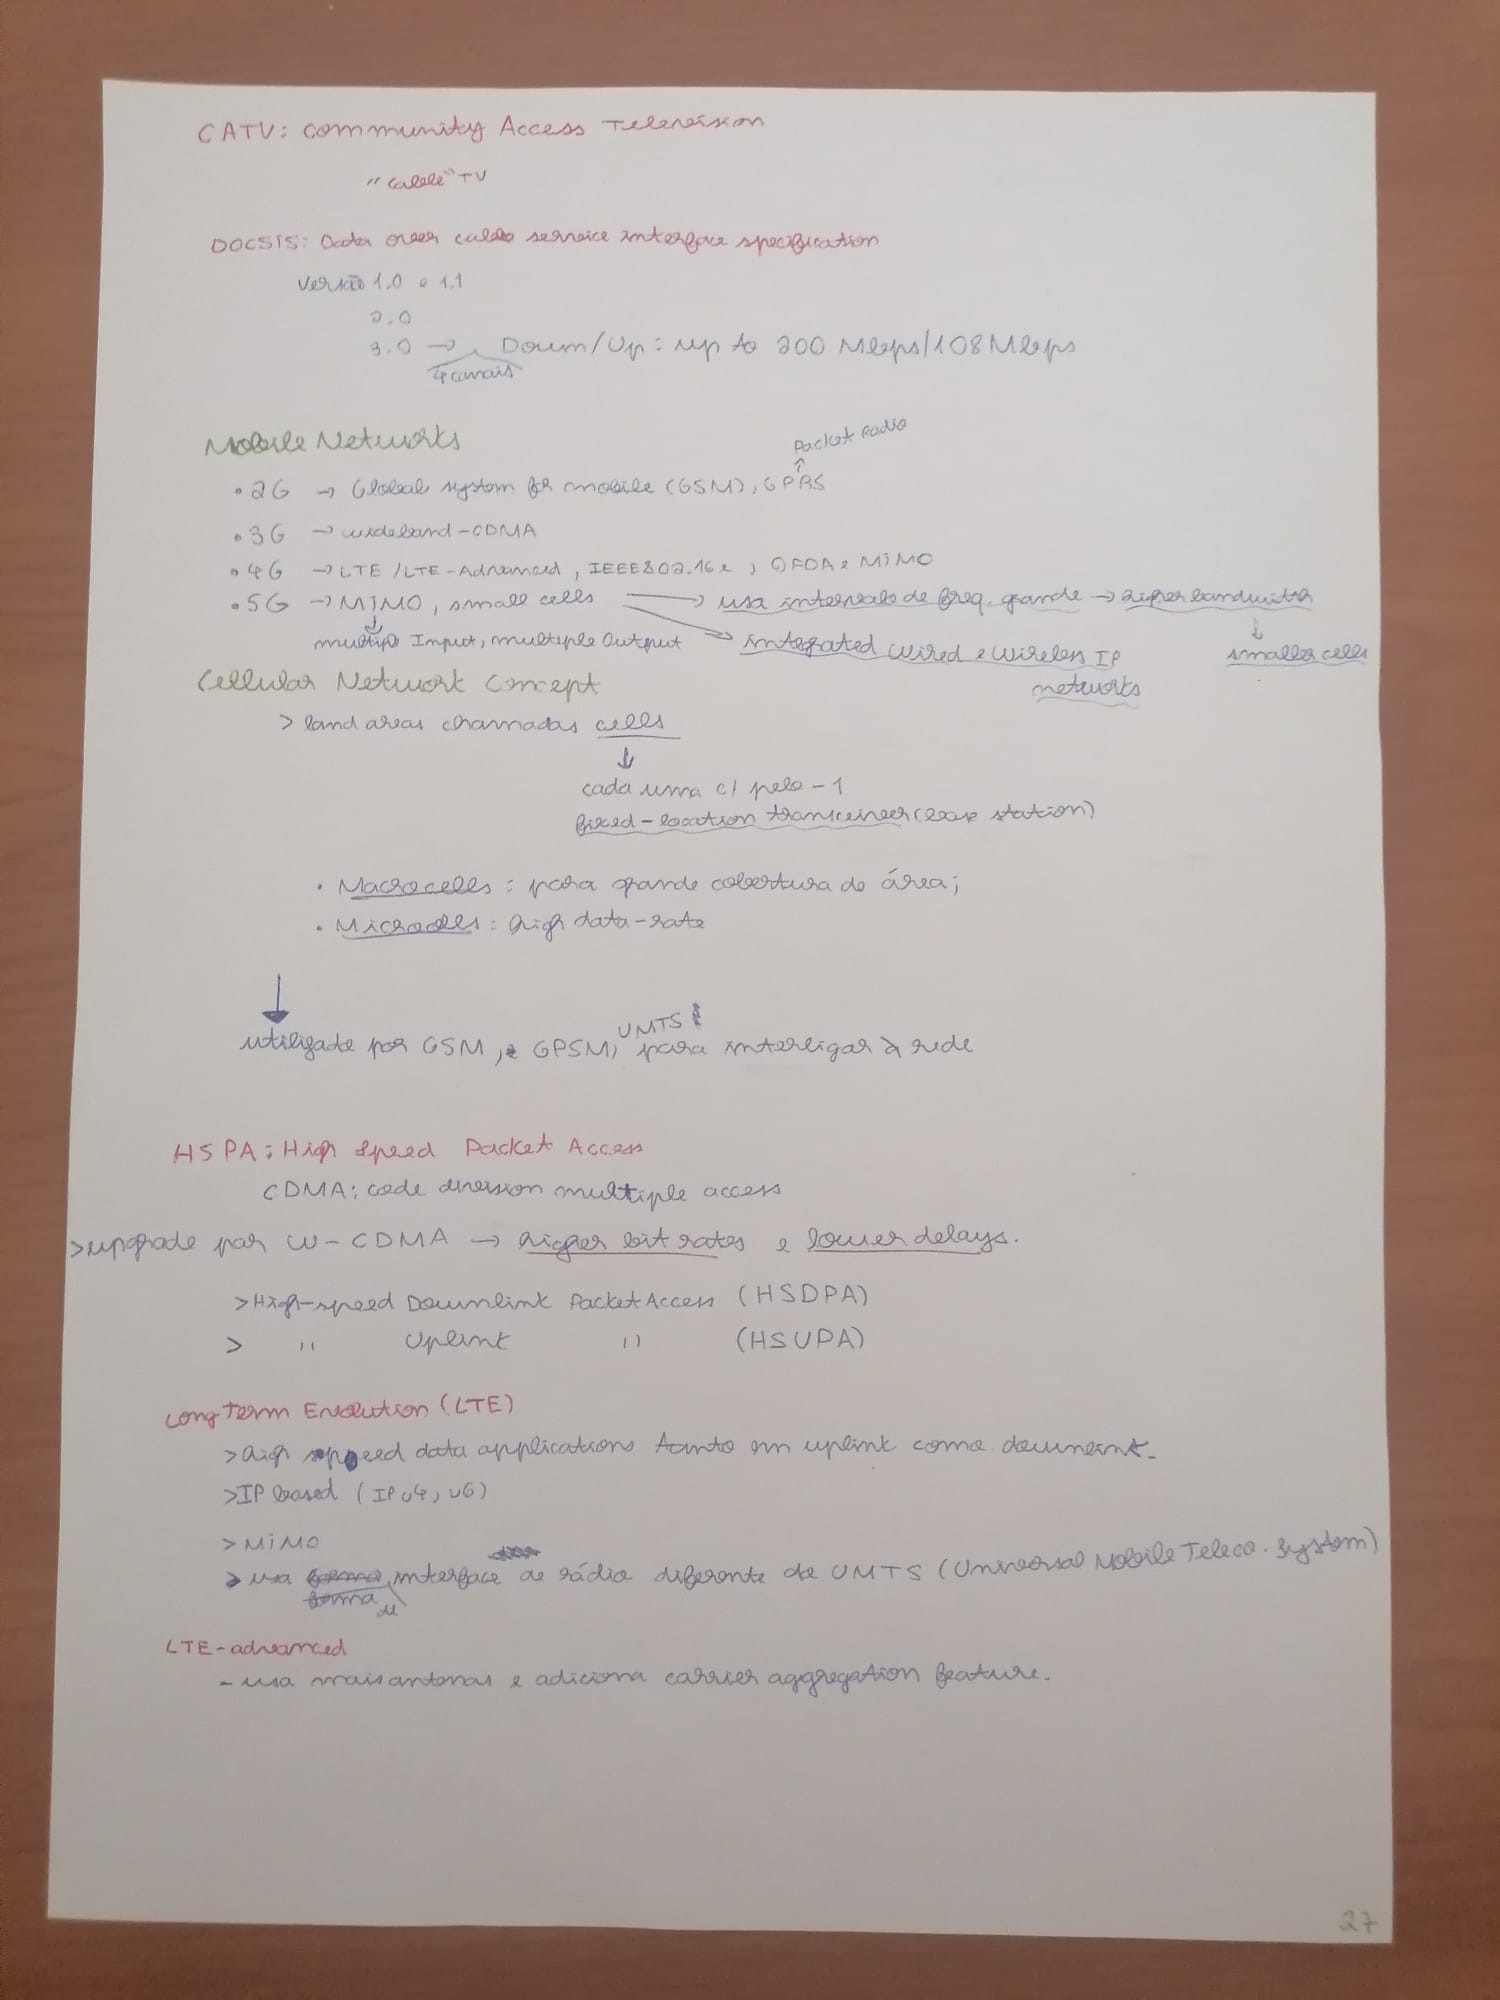 CATV: Community Access Television
"cable" TV
DOCSIS: Data over cable service interface specification
versão 1.0 e 1.1
2.0
3.0 → Down/Up: up to 200 Mbps/108 Mbps
4 canais
Mobile Networks
Packet Radio
• 2G → Global system for mobile (GSM), GPRS
• 3G → wideband-CDMA
• 4G → LTE/LTE-Advanced, IEEE802.16e, OFDA e MiMO
• 5G → MiMO, small cells → usa intervalo de freq. grande → higher bandwidth
multiple Input, multiple Output → integrated wired e wireless IP networks ↓ smaller cells
Cellular Network Concept
> land areas chamadas cells
↓
cada uma c/ pelo -1
fixed-location transceiver (base station)
• Macrocells: para grande cobertura de área;
• Microcells: high data-rate
↓
UMTS
utilizado por GSM, e GPSM, para interligar à rede
HSPA: High Speed Packet Access
CDMA: code division multiple access
> upgrade par W-CDMA → higher bit rates e lower delays.
> High-speed Downlink Packet Access (HSDPA)
> " Uplink " (HSUPA)
Long Term Evolution (LTE)
> high speed data applications tanto em uplink como downlink.
> IP based (IPv4, v6)
> MiMO
> usa interface de rádio diferente de UMTS (Universal Mobile Teleco. System)
forma de
LTE-advanced
- usa mais antenas e adiciona carrier aggregation feature.
27